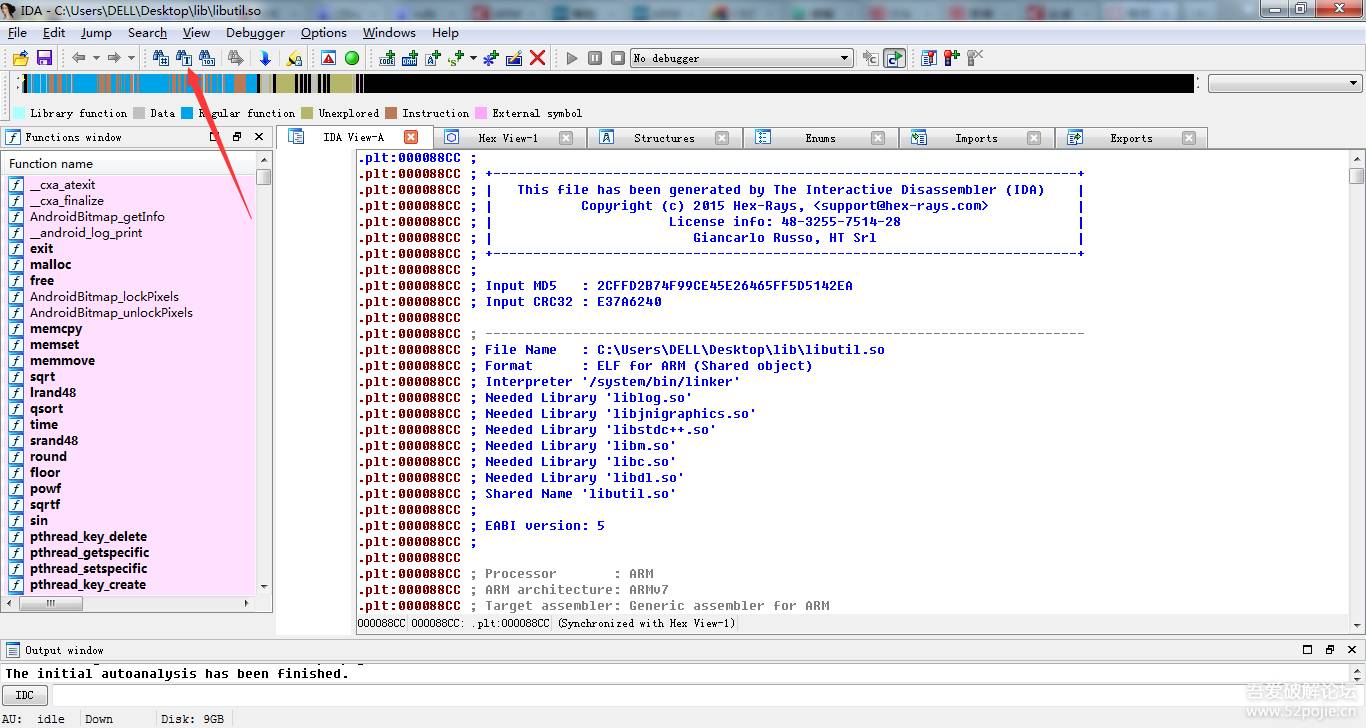 IDA - C:\Users\DELL\Desktop\lib\libutil.so
File Edit Jump Search View Debugger Options Windows Help
No debugger
Library function Data Regular function Unexplored Instruction External symbol
Functions window
IDA View-A
Hex View-1
Structures
Enums
Imports
Exports
Function name
__cxa_atexit
__cxa_finalize
AndroidBitmap_getInfo
__android_log_print
exit
malloc
free
AndroidBitmap_lockPixels
AndroidBitmap_unlockPixels
memcpy
memset
memmove
sqrt
lrand48
qsort
time
srand48
round
floor
powf
sqrtf
sin
pthread_key_delete
pthread_getspecific
pthread_setspecific
pthread_key_create
.plt:000088CC ;
.plt:000088CC ; +-------------------------------------------------------------------------+
.plt:000088CC ; | This file has been generated by The Interactive Disassembler (IDA) |
.plt:000088CC ; | Copyright (c) 2015 Hex-Rays, <support@hex-rays.com> |
.plt:000088CC ; | License info: 48-3255-7514-28 |
.plt:000088CC ; | Giancarlo Russo, HT Srl |
.plt:000088CC ; +-------------------------------------------------------------------------+
.plt:000088CC ;
.plt:000088CC ; Input MD5 : 2CFFD2B74F99CE45E26465FF5D5142EA
.plt:000088CC ; Input CRC32 : E37A6240
.plt:000088CC
.plt:000088CC ; ---------------------------------------------------------------------------
.plt:000088CC ; File Name : C:\Users\DELL\Desktop\lib\libutil.so
.plt:000088CC ; Format : ELF for ARM (Shared object)
.plt:000088CC ; Interpreter '/system/bin/linker'
.plt:000088CC ; Needed Library 'liblog.so'
.plt:000088CC ; Needed Library 'libjnigraphics.so'
.plt:000088CC ; Needed Library 'libstdc++.so'
.plt:000088CC ; Needed Library 'libm.so'
.plt:000088CC ; Needed Library 'libc.so'
.plt:000088CC ; Needed Library 'libdl.so'
.plt:000088CC ; Shared Name 'libutil.so'
.plt:000088CC ;
.plt:000088CC ; EABI version: 5
.plt:000088CC ;
.plt:000088CC
.plt:000088CC ; Processor : ARM
.plt:000088CC ; ARM architecture: ARMv7
.plt:000088CC ; Target assembler: Generic assembler for ARM
000088CC 000088CC: .plt:000088CC (Synchronized with Hex View-1)
Output window
The initial autoanalysis has been finished.
IDC
AU: idle Down Disk: 9GB
吾爱破解论坛
www.52pojie.cn